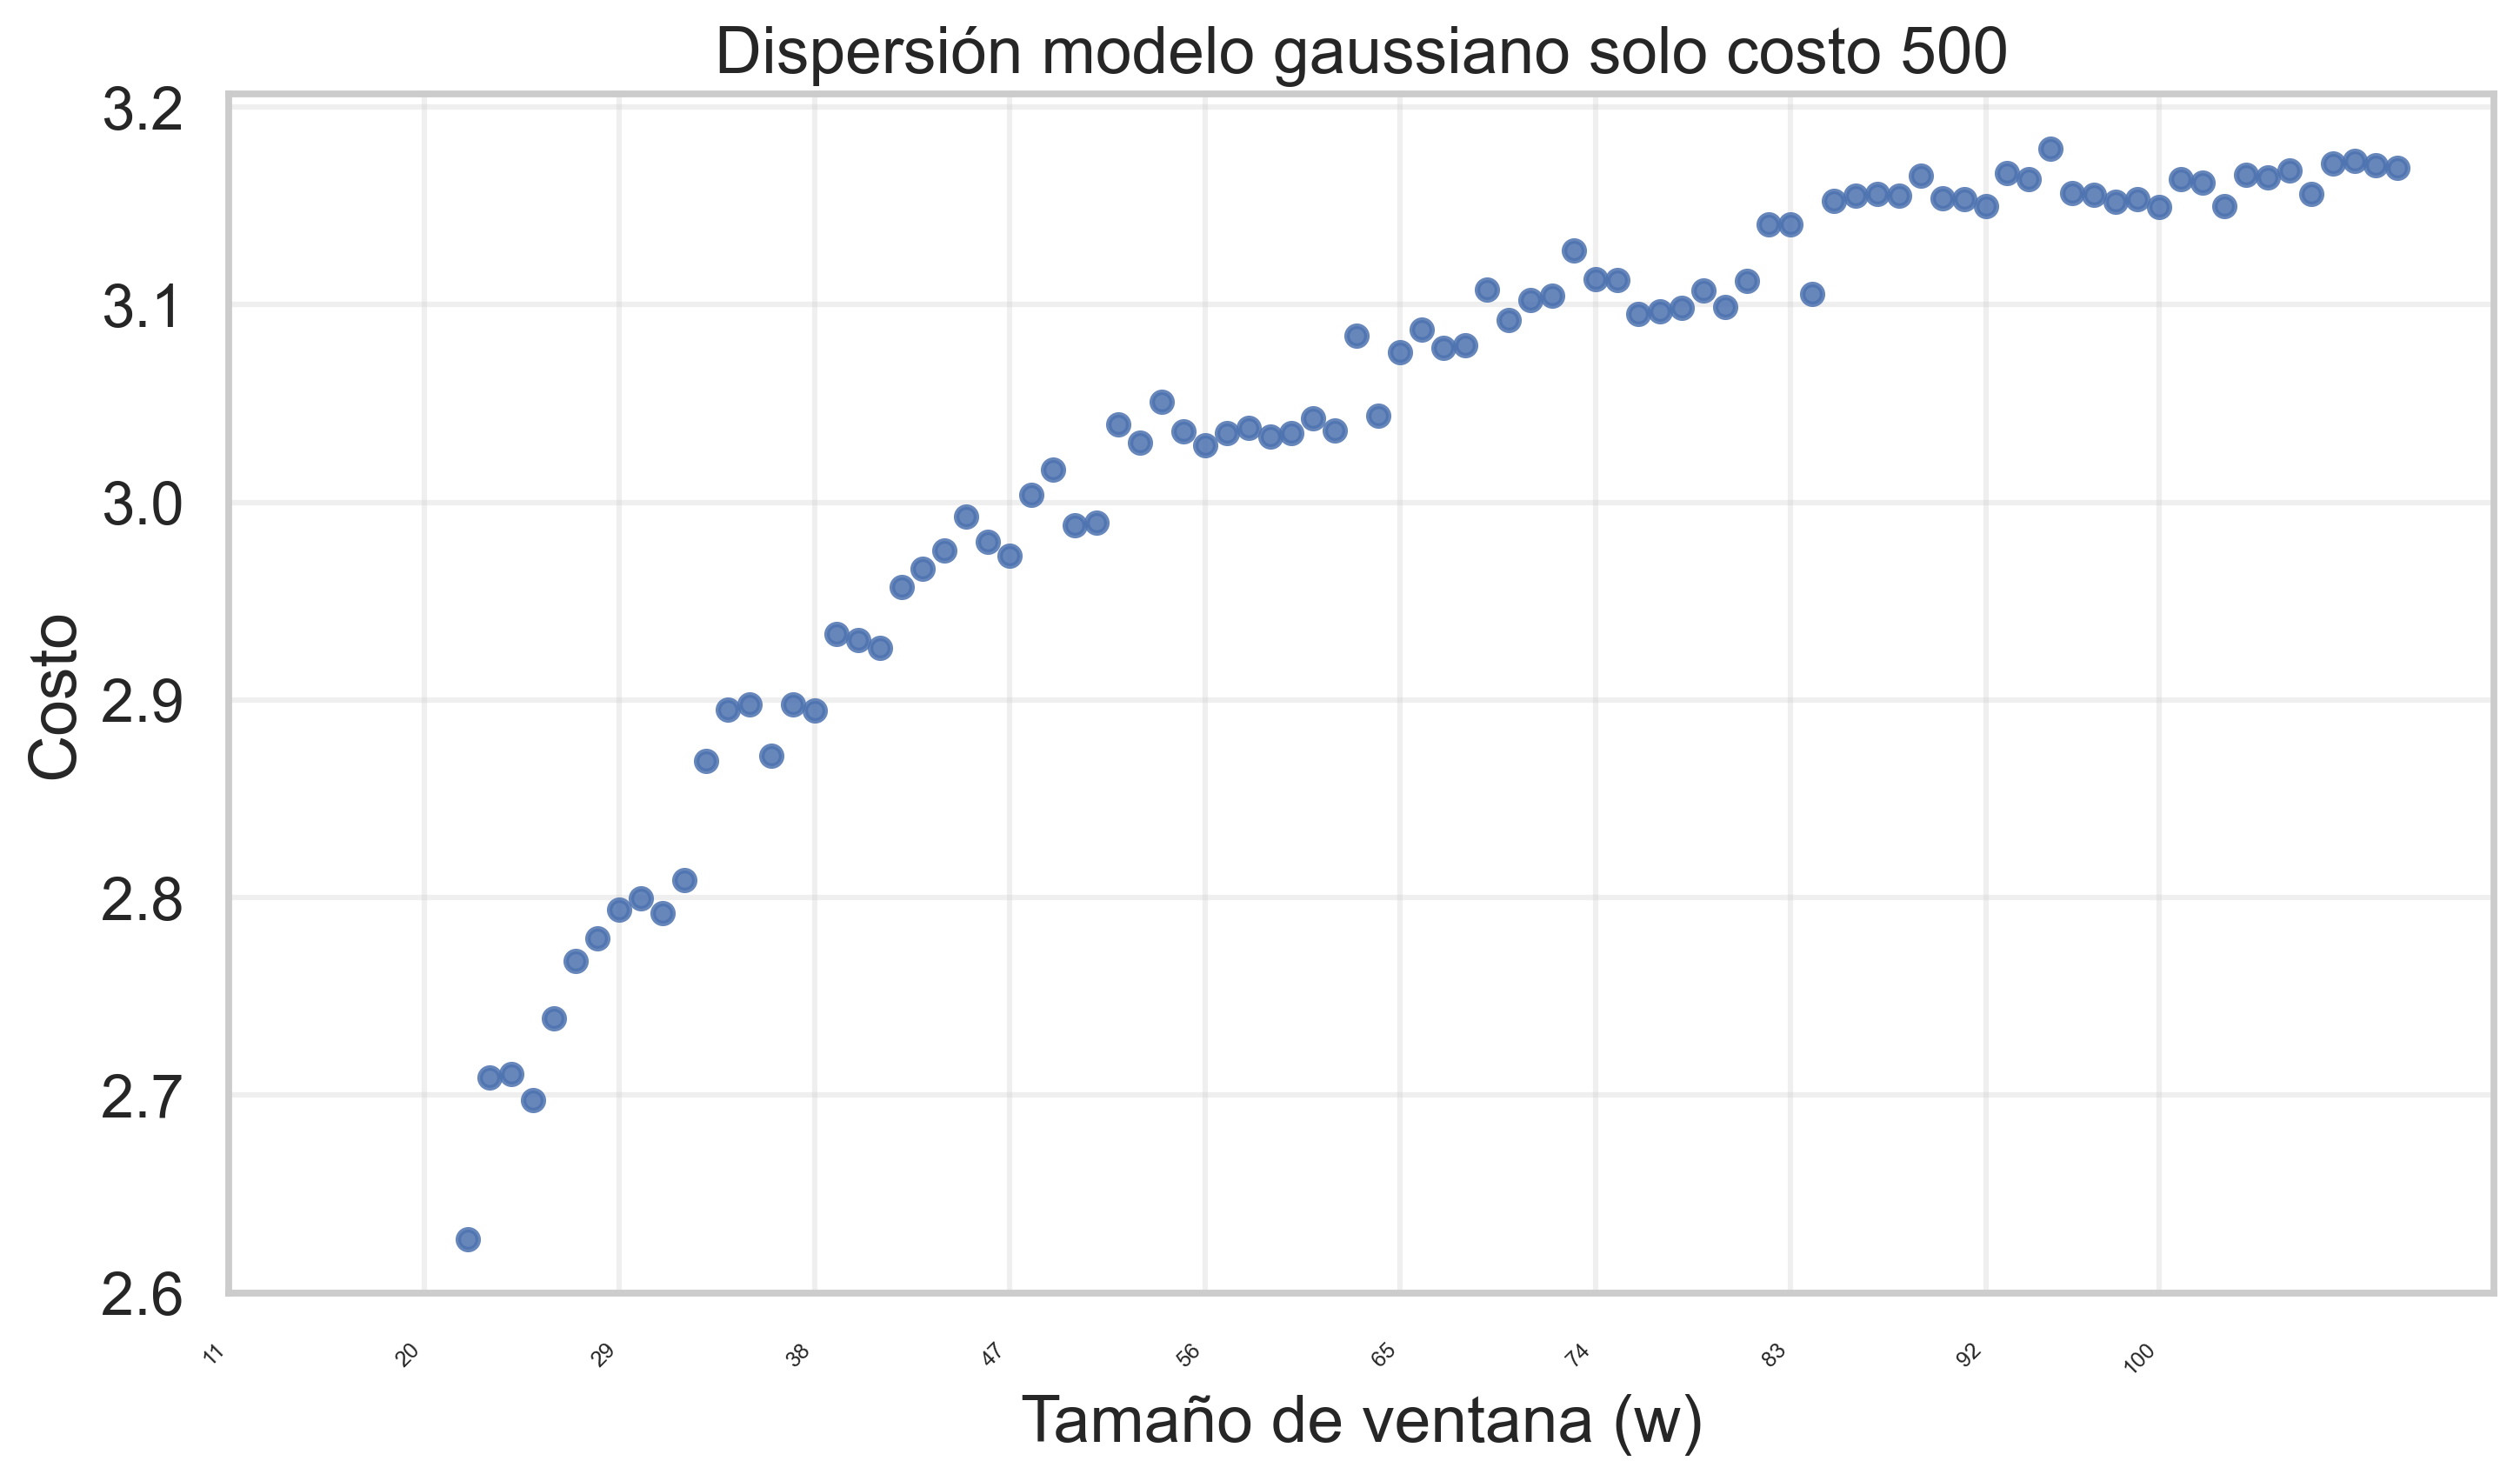 Dispersión modelo gaussiano solo costo 500
3.2
3.1
3.0
2.9
2.8
2.7
2.6
Costo
11 20 29 38 47 56 65 74 83 92 100
Tamaño de ventana (w)